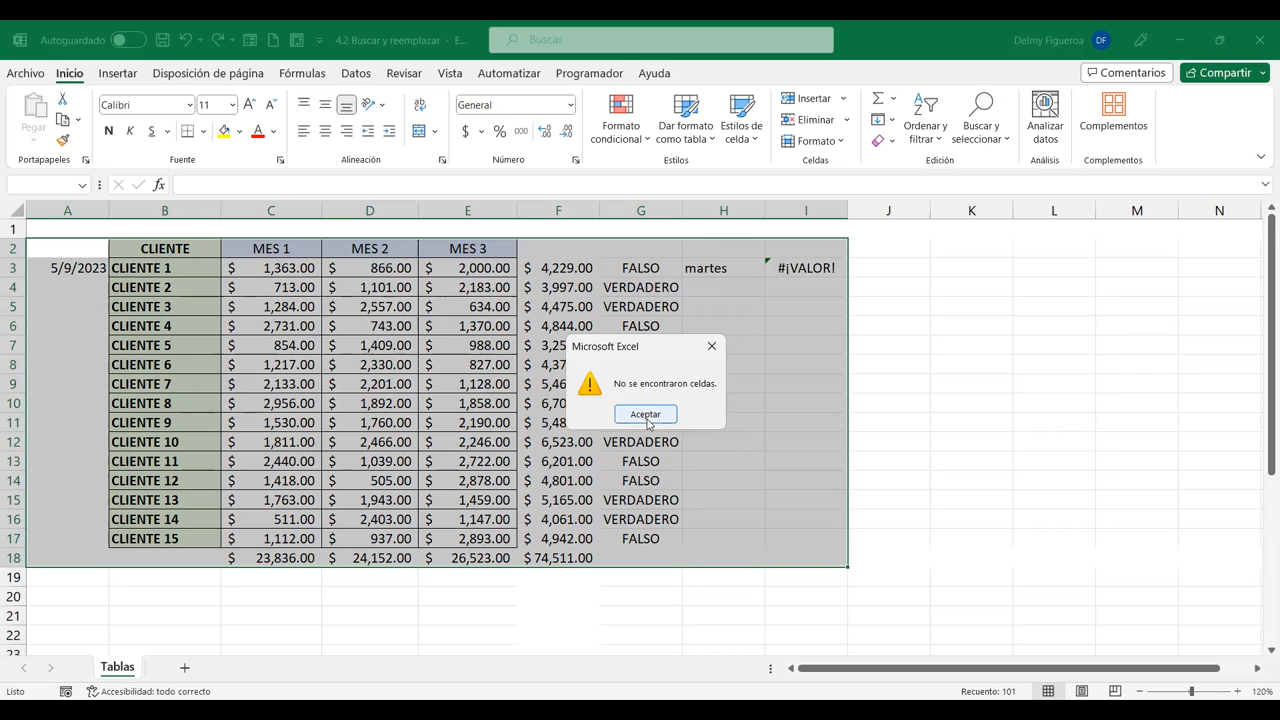 Autoguardado
4.2 Buscar y reemplazar - E...
Buscar
Delmy Figueroa DF
Archivo Inicio Insertar Disposición de página Fórmulas Datos Revisar Vista Automatizar Programador Ayuda Comentarios Compartir
Pegar Calibri 11 General Formato condicional Dar formato como tabla Estilos de celda Insertar Eliminar Formato Ordenar y filtrar Buscar y seleccionar Analizar datos Complementos
N K S $ % 000
Portapapeles Fuente Alineación Número Estilos Celdas Edición Análisis Complementos
fx
A B C D E F G H I J K L M N
1
2 CLIENTE MES 1 MES 2 MES 3
3 5/9/2023 CLIENTE 1 $ 1,363.00 $ 866.00 $ 2,000.00 $ 4,229.00 FALSO martes #¡VALOR!
4 CLIENTE 2 $ 713.00 $ 1,101.00 $ 2,183.00 $ 3,997.00 VERDADERO
5 CLIENTE 3 $ 1,284.00 $ 2,557.00 $ 634.00 $ 4,475.00 VERDADERO
6 CLIENTE 4 $ 2,731.00 $ 743.00 $ 1,370.00 $ 4,844.00 FALSO
7 CLIENTE 5 $ 854.00 $ 1,409.00 $ 988.00 $ 3,25
8 CLIENTE 6 $ 1,217.00 $ 2,330.00 $ 827.00 $ 4,37
9 CLIENTE 7 $ 2,133.00 $ 2,201.00 $ 1,128.00 $ 5,46
10 CLIENTE 8 $ 2,956.00 $ 1,892.00 $ 1,858.00 $ 6,70
11 CLIENTE 9 $ 1,530.00 $ 1,760.00 $ 2,190.00 $ 5,48
12 CLIENTE 10 $ 1,811.00 $ 2,466.00 $ 2,246.00 $ 6,523.00 VERDADERO
13 CLIENTE 11 $ 2,440.00 $ 1,039.00 $ 2,722.00 $ 6,201.00 FALSO
14 CLIENTE 12 $ 1,418.00 $ 505.00 $ 2,878.00 $ 4,801.00 FALSO
15 CLIENTE 13 $ 1,763.00 $ 1,943.00 $ 1,459.00 $ 5,165.00 VERDADERO
16 CLIENTE 14 $ 511.00 $ 2,403.00 $ 1,147.00 $ 4,061.00 VERDADERO
17 CLIENTE 15 $ 1,112.00 $ 937.00 $ 2,893.00 $ 4,942.00 FALSO
18 $ 23,836.00 $ 24,152.00 $ 26,523.00 $ 74,511.00
19
20
21
22
23
Microsoft Excel
No se encontraron celdas.
Aceptar
Tablas
Listo Accesibilidad: todo correcto Recuento: 101 120%